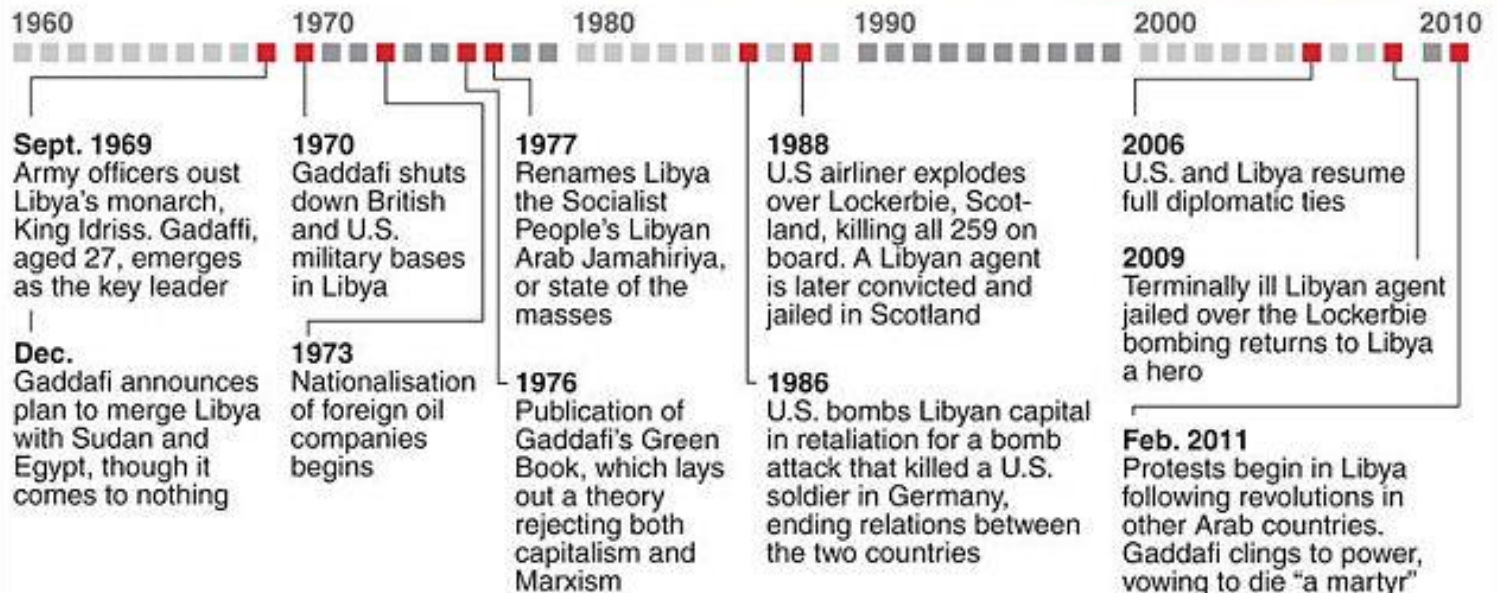 1960 1970 1980 1990 2000 2010
Sept. 1969
Army officers oust
Libya's monarch,
King Idriss. Gadaffi,
aged 27, emerges
as the key leader
Dec.
Gaddafi announces
plan to merge Libya
with Sudan and
Egypt, though it
comes to nothing
1970
Gaddafi shuts
down British
and U.S.
military bases
in Libya
1973
Nationalisation
of foreign oil
companies
begins
1977
Renames Libya
the Socialist
People's Libyan
Arab Jamahiriya,
or state of the
masses
1976
Publication of
Gaddafi's Green
Book, which lays
out a theory
rejecting both
capitalism and
Marxism
1988
U.S airliner explodes
over Lockerbie, Scot-
land, killing all 259 on
board. A Libyan agent
is later convicted and
jailed in Scotland
1986
U.S. bombs Libyan capital
in retaliation for a bomb
attack that killed a U.S.
soldier in Germany,
ending relations between
the two countries
2006
U.S. and Libya resume
full diplomatic ties
2009
Terminally ill Libyan agent
jailed over the Lockerbie
bombing returns to Libya
a hero
Feb. 2011
Protests begin in Libya
following revolutions in
other Arab countries.
Gaddafi clings to power,
vowing to die "a martyr"